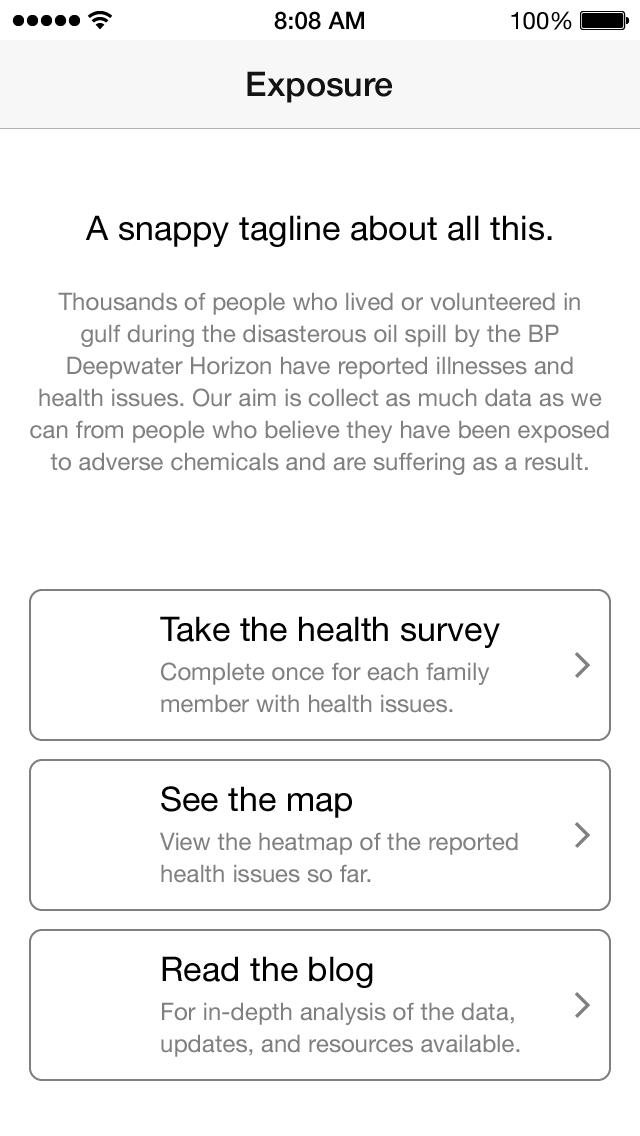 8:08 AM 100%
Exposure
A snappy tagline about all this.
Thousands of people who lived or volunteered in
gulf during the disasterous oil spill by the BP
Deepwater Horizon have reported illnesses and
health issues. Our aim is collect as much data as we
can from people who believe they have been exposed
to adverse chemicals and are suffering as a result.
Take the health survey
Complete once for each family
member with health issues.
See the map
View the heatmap of the reported
health issues so far.
Read the blog
For in-depth analysis of the data,
updates, and resources available.